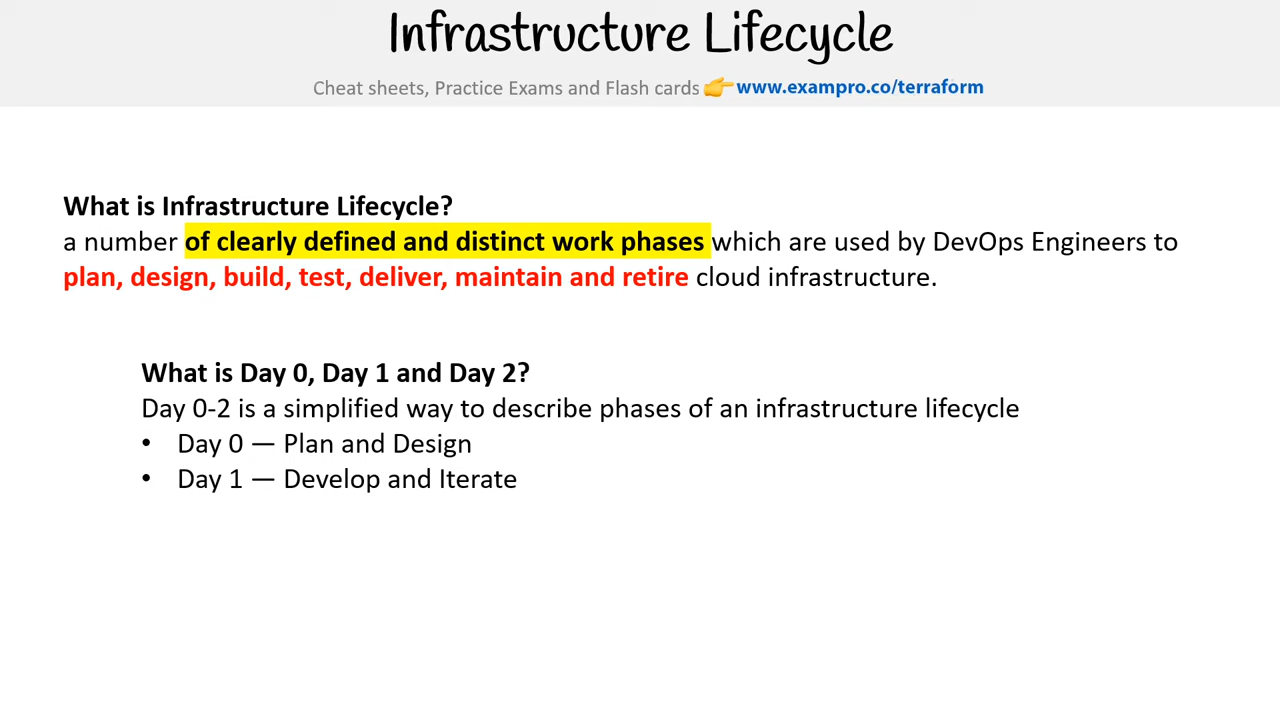 Infrastructure Lifecycle
Cheat sheets, Practice Exams and Flash cards 👉 www.exampro.co/terraform
What is Infrastructure Lifecycle?
a number of clearly defined and distinct work phases which are used by DevOps Engineers to
plan, design, build, test, deliver, maintain and retire cloud infrastructure.
What is Day 0, Day 1 and Day 2?
Day 0-2 is a simplified way to describe phases of an infrastructure lifecycle
• Day 0 — Plan and Design
• Day 1 — Develop and Iterate